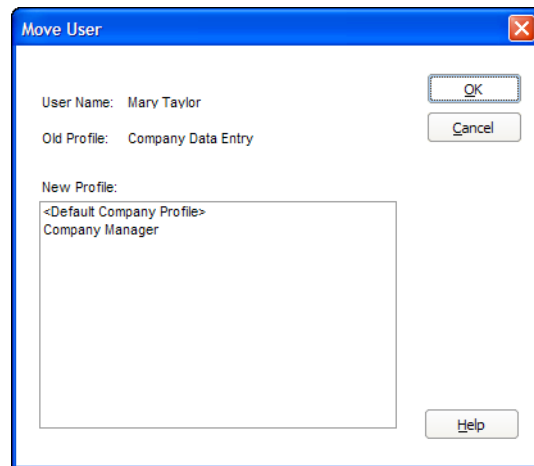 Move User
User Name: Mary Taylor
OK
Old Profile: Company Data Entry
Cancel
New Profile:
<Default Company Profile>
Company Manager
Help